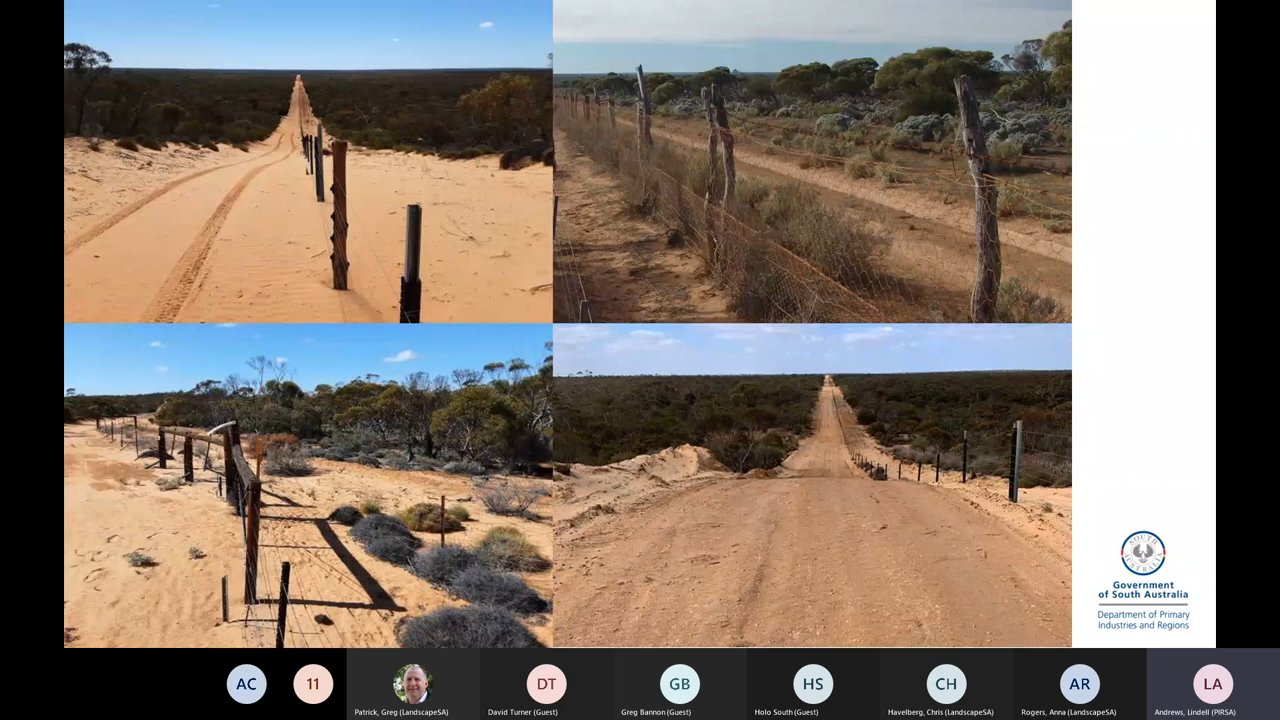 SOUTH
AUSTRALIA
Government
of South Australia
Department of Primary
Industries and Regions
AC
11
Patrick, Greg (LandscapeSA)
DT
David Turner (Guest)
GB
Greg Bannon (Guest)
HS
Holo South (Guest)
CH
Havelberg, Chris (LandscapeSA)
AR
Rogers, Anna (LandscapeSA)
LA
Andrews, Lindell (PIRSA)